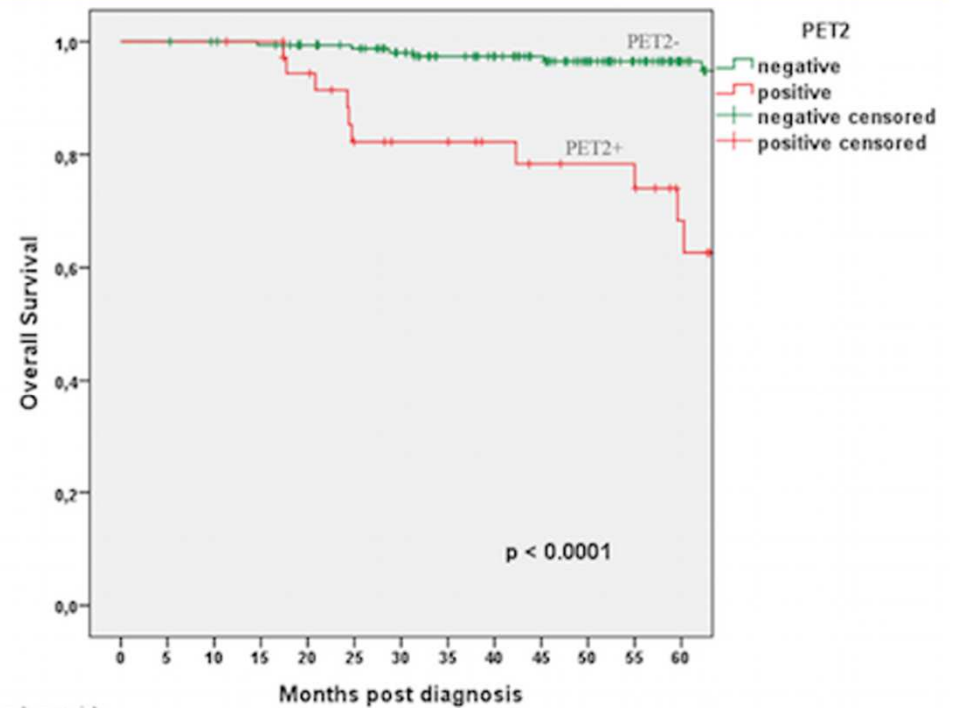 PET2
1,0
PET2-
negative
positive
negative censored
positive censored
0,8
PET2+
0,6
Overall Survival
0,4
0,2
p < 0.0001
0,0
0 5 10 15 20 25 30 35 40 45 50 55 60
Months post diagnosis